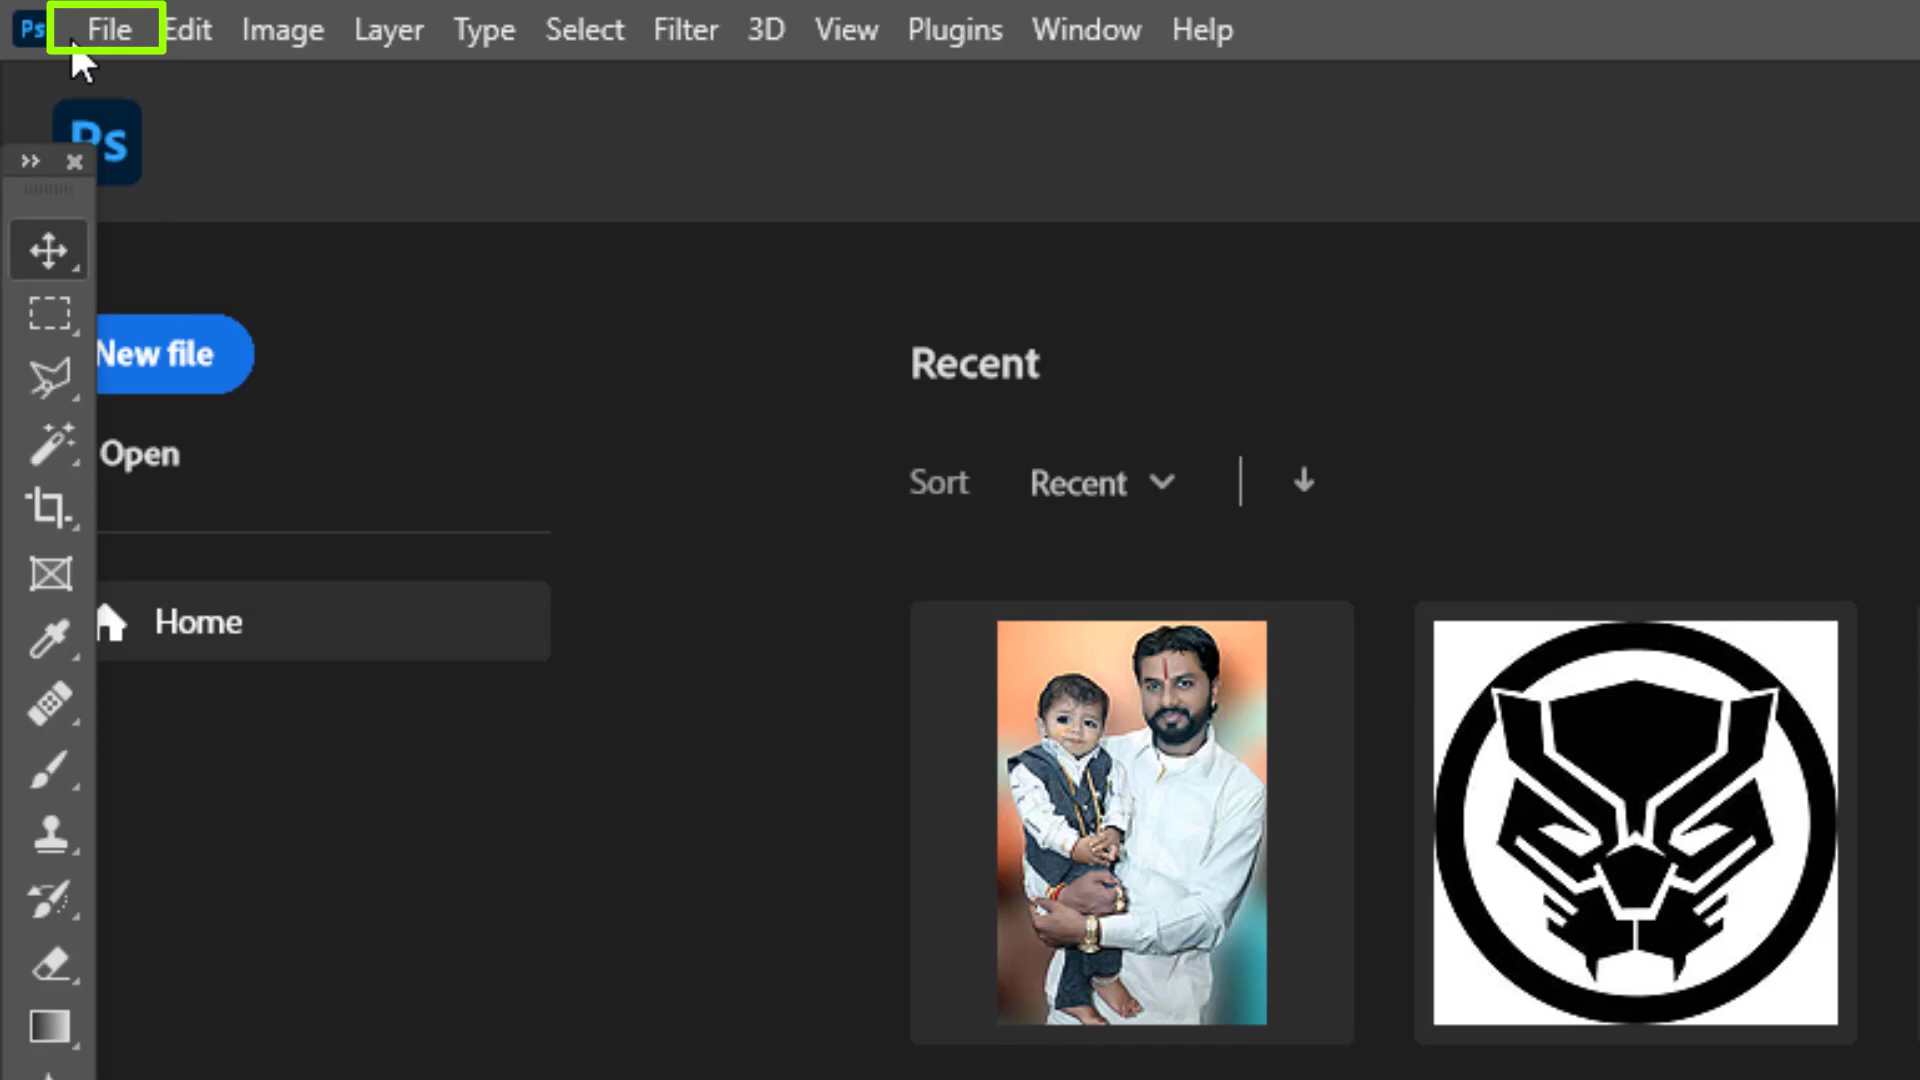 Ps File Edit Image Layer Type Select Filter 3D View Plugins Window Help
Ps
New file
Open
Home
Recent
Sort Recent